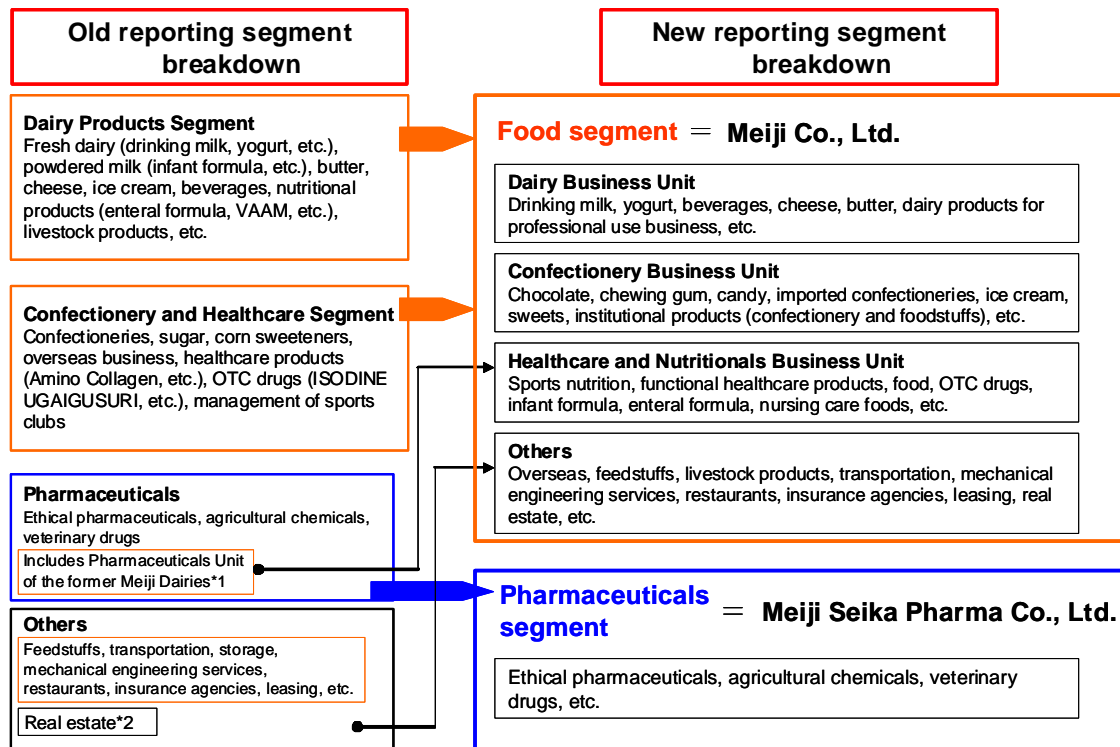 Old reporting segment
breakdown
New reporting segment
breakdown
Dairy Products Segment
Fresh dairy (drinking milk, yogurt, etc.),
powdered milk (infant formula, etc.), butter,
cheese, ice cream, beverages, nutritional
products (enteral formula, VAAM, etc.),
livestock products, etc.
Confectionery and Healthcare Segment
Confectioneries, sugar, corn sweeteners,
overseas business, healthcare products
(Amino Collagen, etc.), OTC drugs (ISODINE
UGAIGUSURI, etc.), management of sports
clubs
Pharmaceuticals
Ethical pharmaceuticals, agricultural chemicals,
veterinary drugs
Includes Pharmaceuticals Unit
of the former Meiji Dairies*1
Others
Feedstuffs, transportation, storage,
mechanical engineering services,
restaurants, insurance agencies, leasing, etc.
Real estate*2
Food segment = Meiji Co., Ltd.
Dairy Business Unit
Drinking milk, yogurt, beverages, cheese, butter, dairy products for
professional use business, etc.
Confectionery Business Unit
Chocolate, chewing gum, candy, imported confectioneries, ice cream,
sweets, institutional products (confectionery and foodstuffs), etc.
Healthcare and Nutritionals Business Unit
Sports nutrition, functional healthcare products, food, OTC drugs,
infant formula, enteral formula, nursing care foods, etc.
Others
Overseas, feedstuffs, livestock products, transportation, mechanical
engineering services, restaurants, insurance agencies, leasing, real
estate, etc.
Pharmaceuticals
segment = Meiji Seika Pharma Co., Ltd.
Ethical pharmaceuticals, agricultural chemicals, veterinary
drugs, etc.